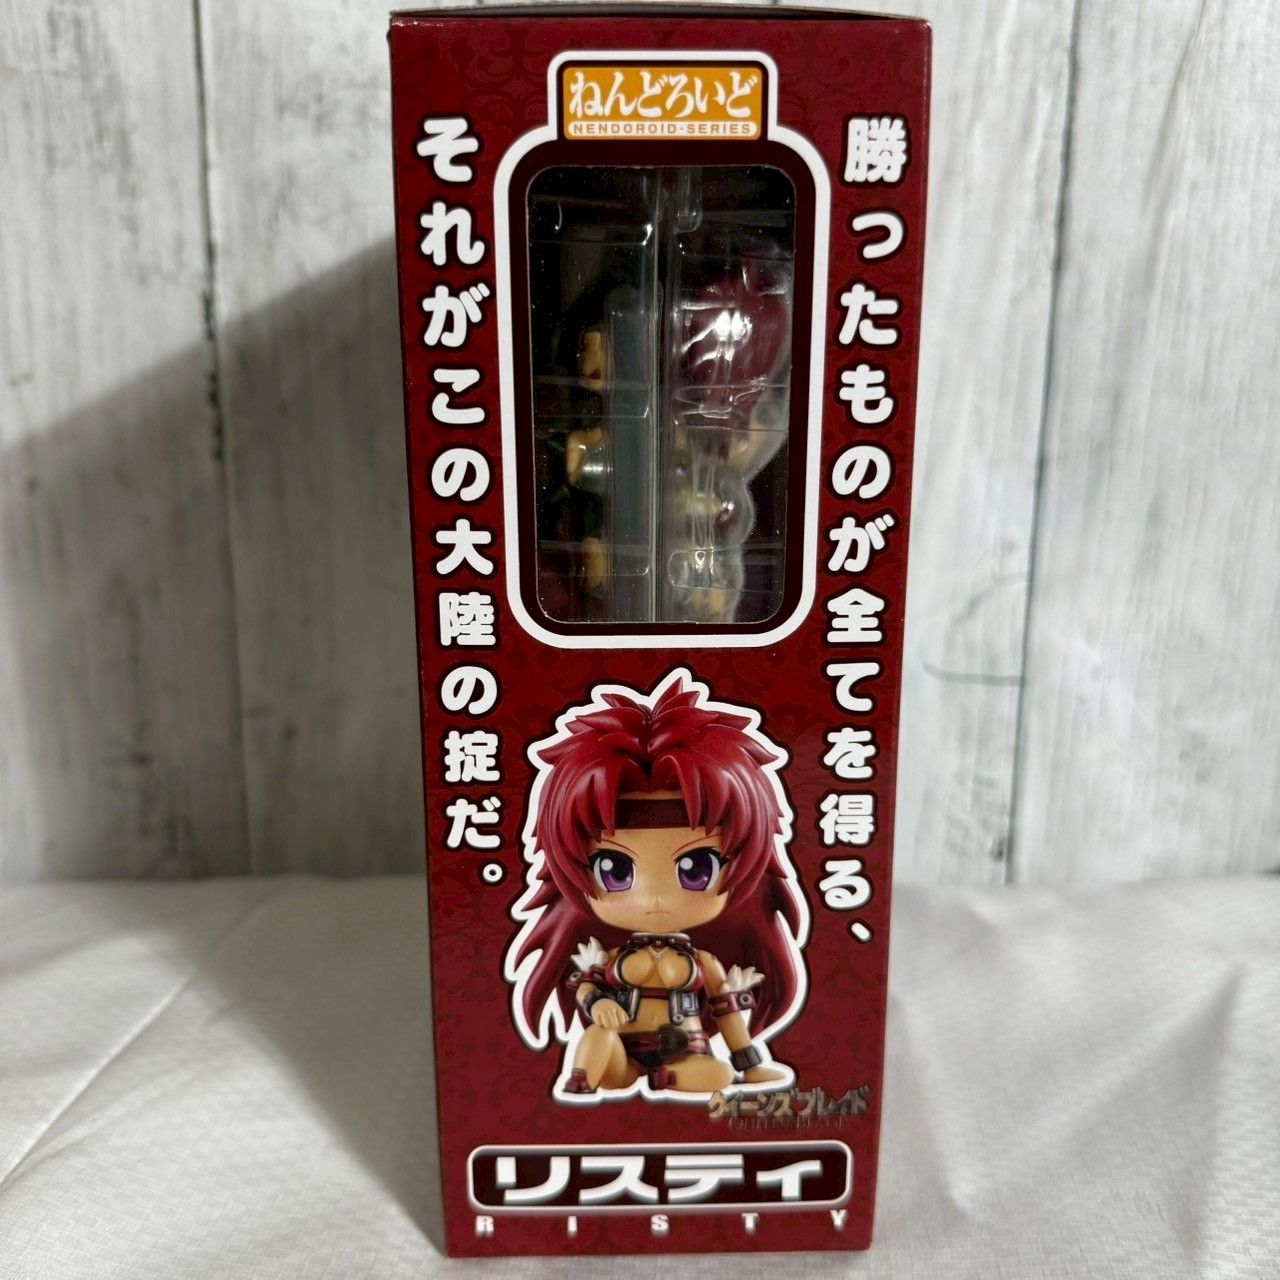 ねんどろいど
NENDOROID-SERIES
勝ったものが全てを得る、
それがこの大陸の掟だ。
クイーンズブレイド
QUEEN'S BLADE
リスティ
RISTY